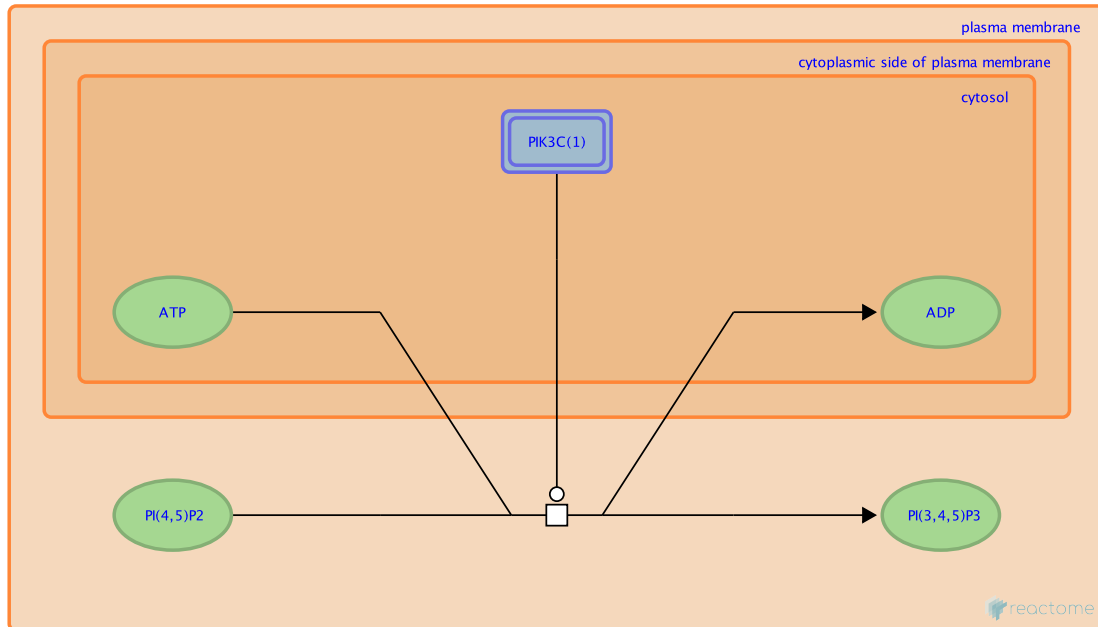 plasma membrane
cytoplasmic side of plasma membrane
cytosol
PIK3C(1)
ATP
ADP
PI(4,5)P2
PI(3,4,5)P3
reactome